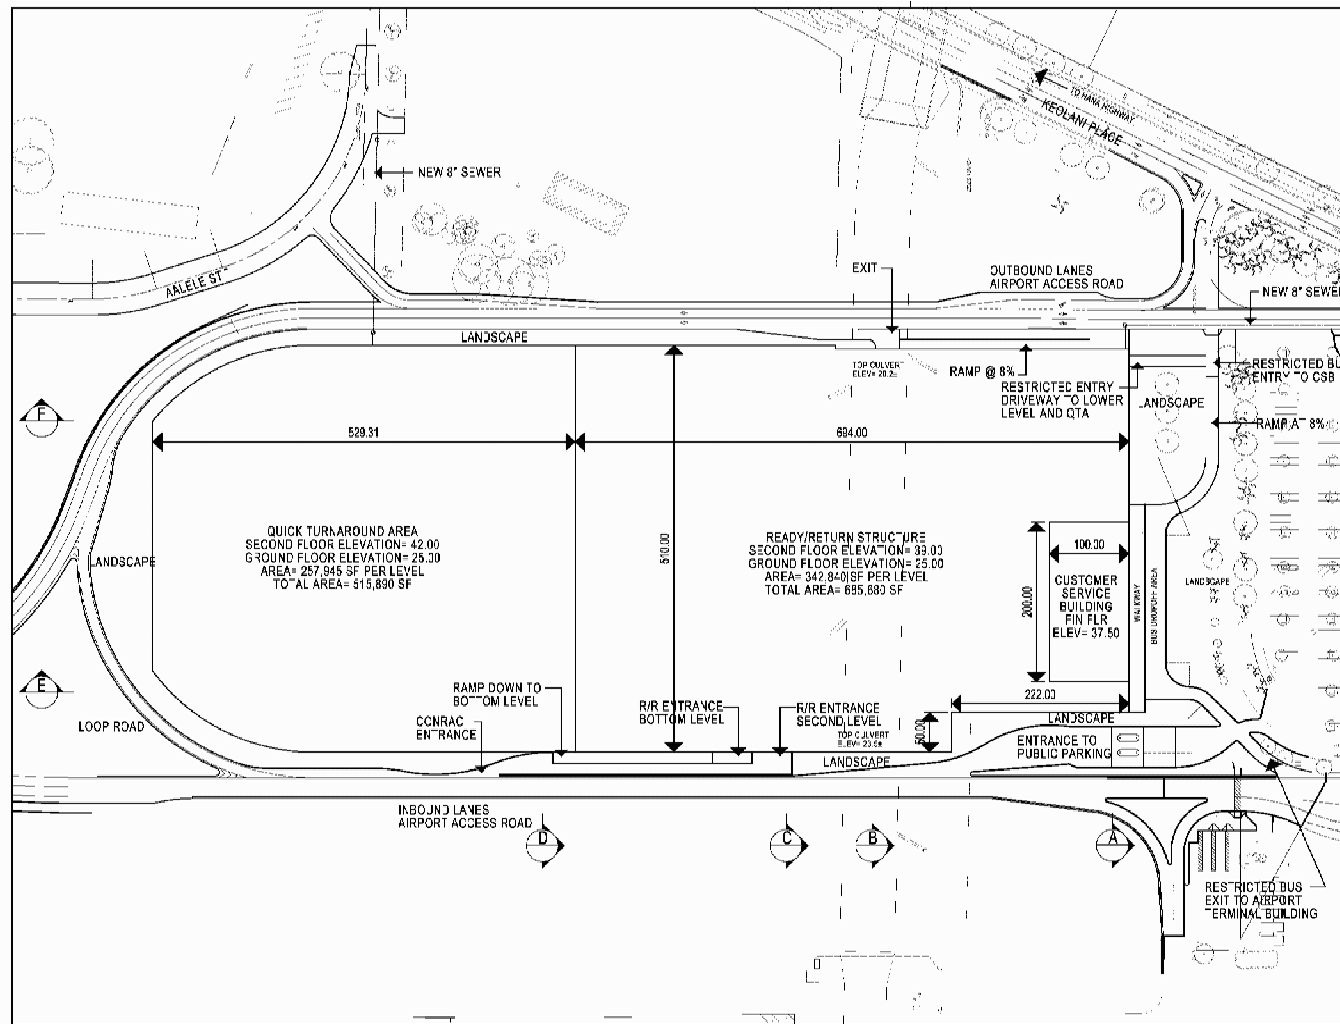 TO HANA HIGHWAY
KEOLANI PLACE
NEW 8" SEWER
AALELE ST
EXIT
OUTBOUND LANES
AIRPORT ACCESS ROAD
NEW 8" SEWER
LANDSCAPE
TOP CULVERT
RAMP @ 8%
RESTRICTED ENTRY
DRIVEWAY TO LOWER
LEVEL AND QTA
RESTRICTED BU
ENTRY TO CSB
LANDSCAPE
RAMP AT 8%
F
529.31
694.00
QUICK TURNAROUND AREA
SECOND FLOOR ELEVATION= 42.00
GROUND FLOOR ELEVATION= 25.00
AREA= 257,945 SF PER LEVEL
TOTAL AREA= 515,890 SF
510.00
READY/RETURN STRUCTURE
SECOND FLOOR ELEVATION= 39.00
GROUND FLOOR ELEVATION= 25.00
AREA= 342,840 SF PER LEVEL
TOTAL AREA= 685,680 SF
100.00
200.00
CUSTOMER
SERVICE
BUILDING
FIN FLR
ELEV= 37.50
WALKWAY
BUS DROPOFF AREA
LANDSCAPE
LANDSCAPE
E
LOOP ROAD
RAMP DOWN TO
BOTTOM LEVEL
CONRAC
ENTRANCE
R/R ENTRANCE
BOTTOM LEVEL
R/R ENTRANCE
SECOND LEVEL
TOP CULVERT
222.00
50.00
LANDSCAPE
LANDSCAPE
ENTRANCE TO
PUBLIC PARKING
INBOUND LANES
AIRPORT ACCESS ROAD
D
C
B
A
RESTRICTED BUS
EXIT TO AIRPORT
TERMINAL BUILDING